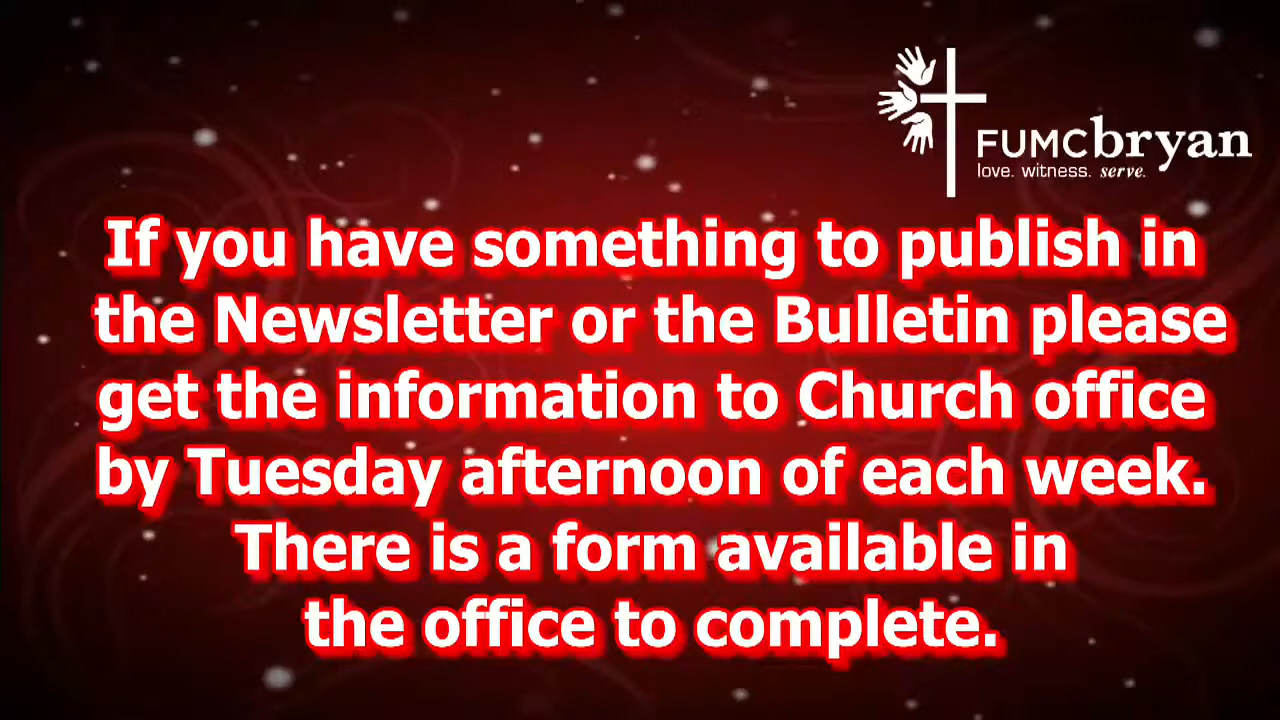 FUMCbryan
love. witness. serve.
If you have something to publish in
the Newsletter or the Bulletin please
get the information to Church office
by Tuesday afternoon of each week.
There is a form available in
the office to complete.